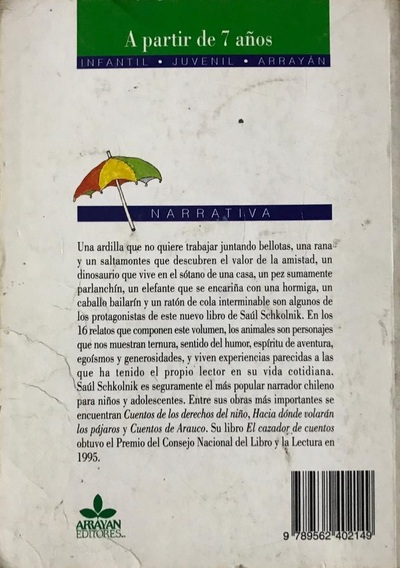 A partir de 7 años
INFANTIL • JUVENIL • ARRAYÁN
NARRATIVA
Una ardilla que no quiere trabajar juntando bellotas, una rana
y un saltamontes que descubren el valor de la amistad, un
dinosaurio que vive en el sótano de una casa, un pez sumamente
parlanchín, un elefante que se encariña con una hormiga, un
caballo bailarín y un ratón de cola interminable son algunos de
los protagonistas de este nuevo libro de Saúl Schkolnik. En los
16 relatos que componen este volumen, los animales son personajes
que nos muestran ternura, sentido del humor, espíritu de aventura,
egoísmos y generosidades, y viven experiencias parecidas a las
que ha tenido el propio lector en su vida cotidiana.
Saúl Schkolnik es seguramente el más popular narrador chileno
para niños y adolescentes. Entre sus obras más importantes se
encuentran Cuentos de los derechos del niño, Hacia dónde volarán
los pájaros y Cuentos de Arauco. Su libro El cazador de cuentos
obtuvo el Premio del Consejo Nacional del Libro y la Lectura en
1995.
ARRAYAN
EDITORES
9 789562 402149